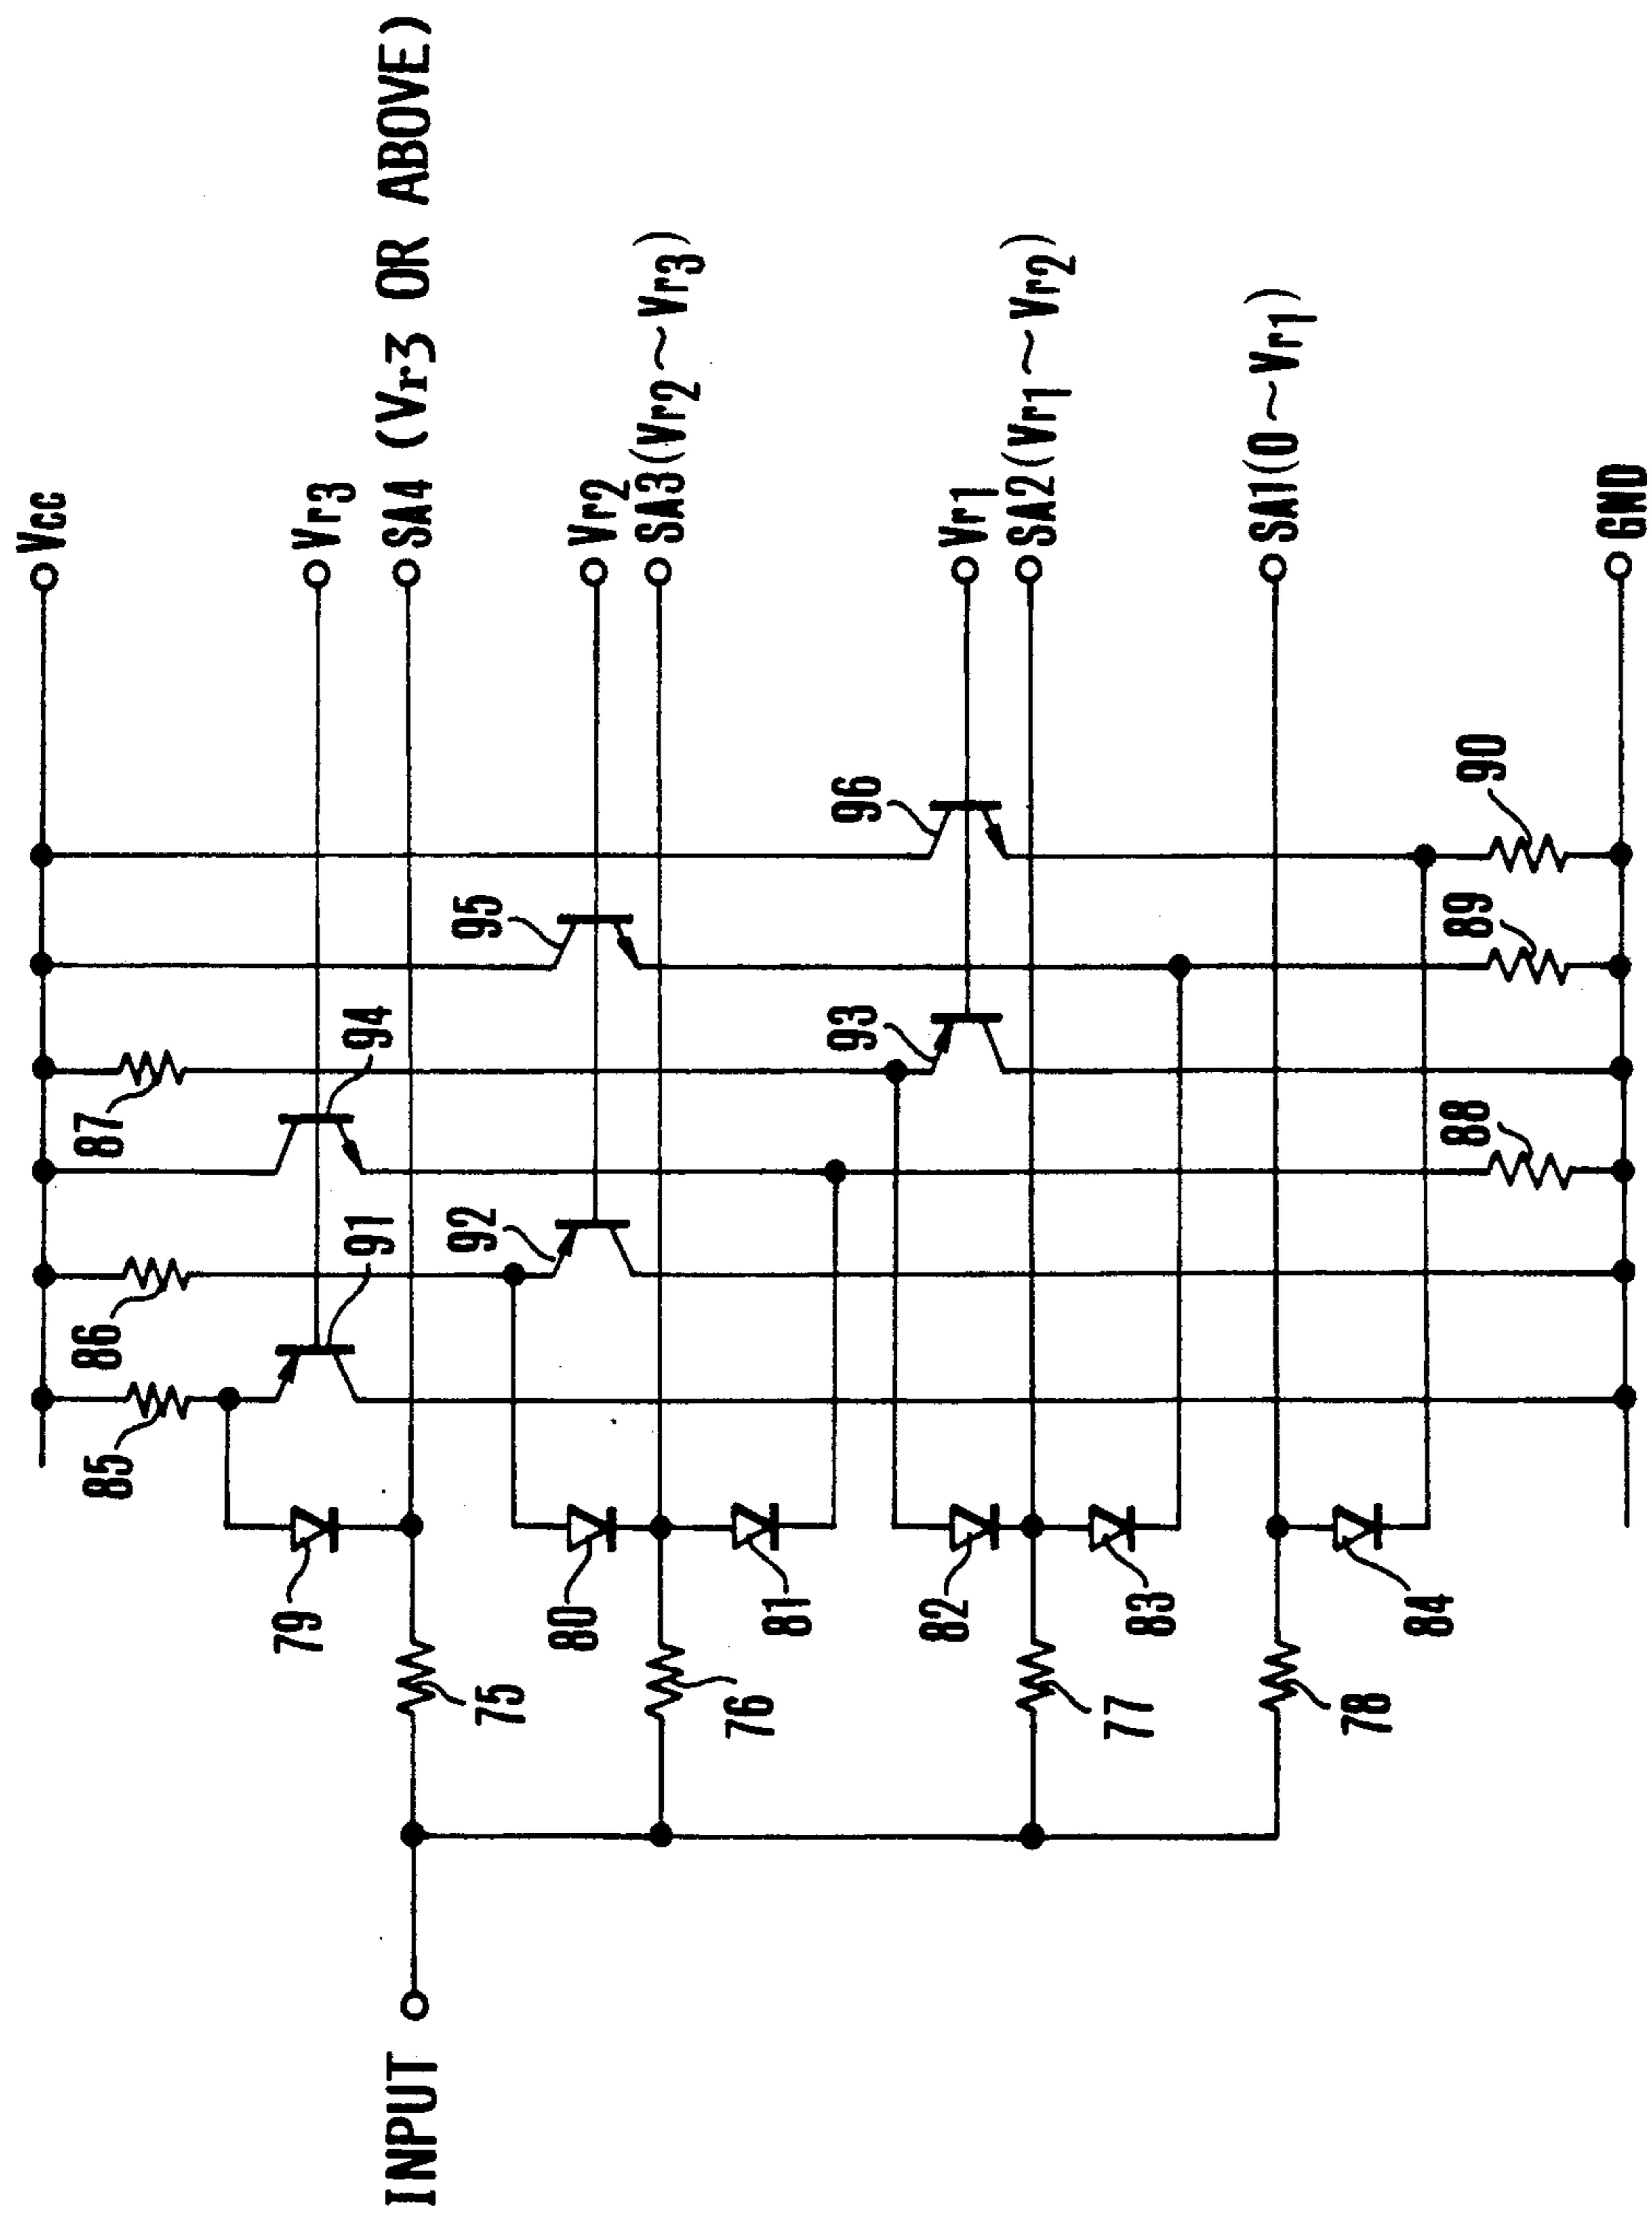 Vcc
Vr3
SA4 (Vr3 OR ABOVE)
Vr2
SA3(Vr2~Vr3)
Vr1
SA2(Vr1~Vr2)
SA1(0~Vr1)
GND
INPUT
75
76
77
78
79
80
81
82
83
84
85
86
87
88
89
90
91
92
93
94
95
96